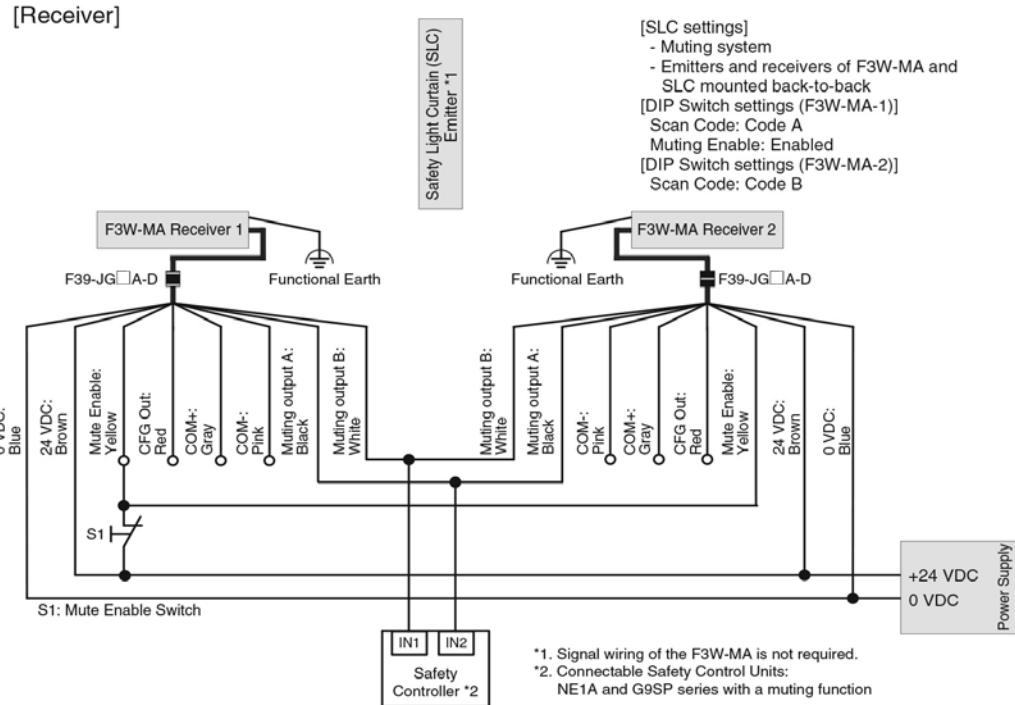 [Receiver]
Safety Light Curtain (SLC)
Emitter *1
[SLC settings]
- Muting system
- Emitters and receivers of F3W-MA and
SLC mounted back-to-back
[DIP Switch settings (F3W-MA-1)]
Scan Code: Code A
Muting Enable: Enabled
[DIP Switch settings (F3W-MA-2)]
Scan Code: Code B
F3W-MA Receiver 1
F39-JG□A-D
Functional Earth
F3W-MA Receiver 2
Functional Earth
F39-JG□A-D
0 VDC:
Blue
24 VDC:
Brown
Mute Enable:
Yellow
CFG Out:
Red
COM+:
Gray
COM-:
Pink
Muting output A:
Black
Muting output B:
White
Muting output B:
White
Muting output A:
Black
COM-:
Pink
COM+:
Gray
CFG Out:
Red
Mute Enable:
Yellow
24 VDC:
Brown
0 VDC:
Blue
S1
S1: Mute Enable Switch
+24 VDC
0 VDC
Power Supply
IN1
IN2
Safety
Controller *2
*1. Signal wiring of the F3W-MA is not required.
*2. Connectable Safety Control Units:
NE1A and G9SP series with a muting function